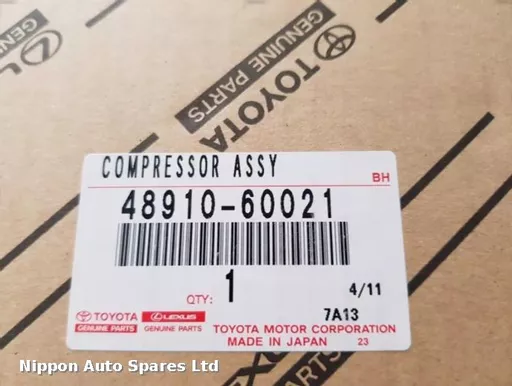 LEXUS
GENUINE PARTS
TOYOTA
COMPRESSOR ASSY
BH
48910-60021
QTY: 1
4/11
7A13
TOYOTA LEXUS
GENUINE PARTS GENUINE PARTS
TOYOTA MOTOR CORPORATION
MADE IN JAPAN 23
Nippon Auto Spares Ltd